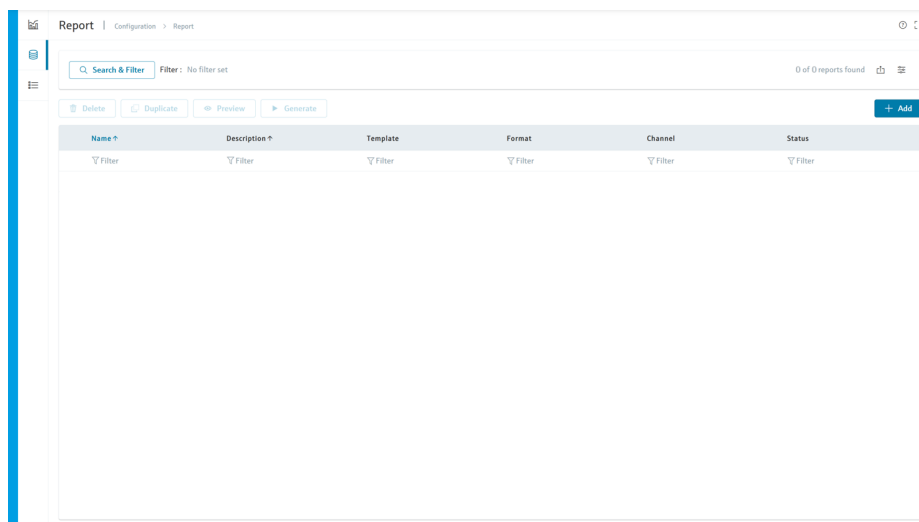 Report | Configuration > Report
Search & Filter Filter : No filter set 0 of 0 reports found
Delete Duplicate Preview Generate + Add
Name ↑ Description ↑ Template Format Channel Status
Filter Filter Filter Filter Filter Filter